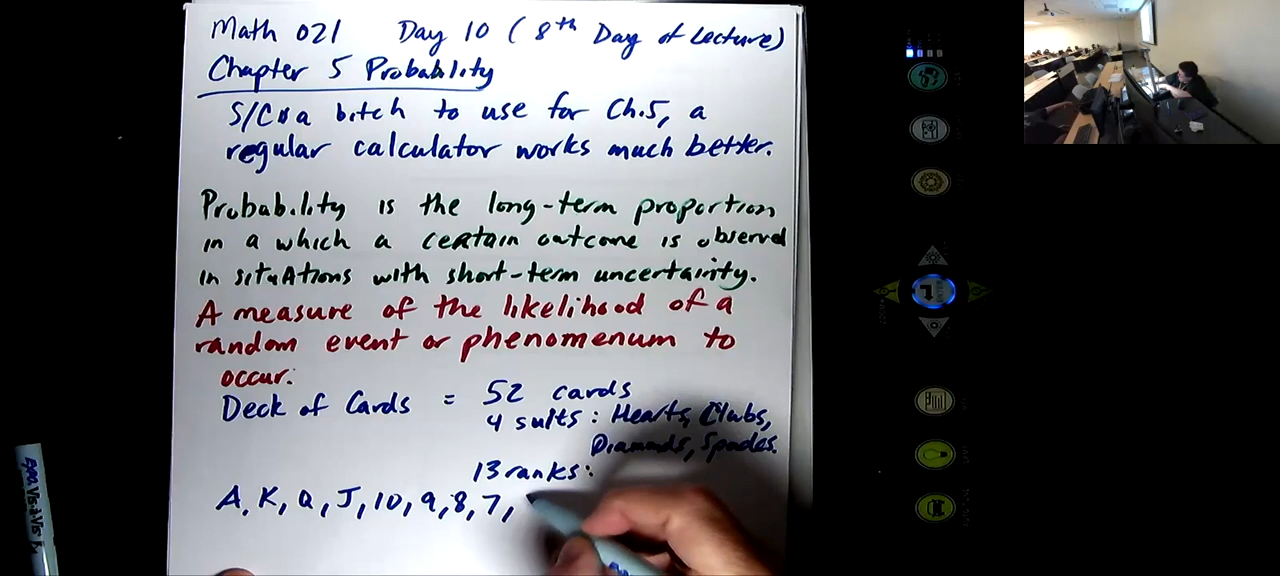 Math 021 Day 10 (8th Day of Lecture)
Chapter 5 Probability
S/C is a bitch to use for Ch.5, a
regular calculator works much better.
Probability is the long-term proportion
in a which a certain outcome is observed
in situAtions with short-term uncertainty.
A measure of the likelihood of a
random event or phenomenum to
occur.
Deck of Cards = 52 cards
4 suits: Hearts, Clubs,
Diamonds, Spades.
13 ranks:
A, K, Q, J, 10, 9, 8, 7,